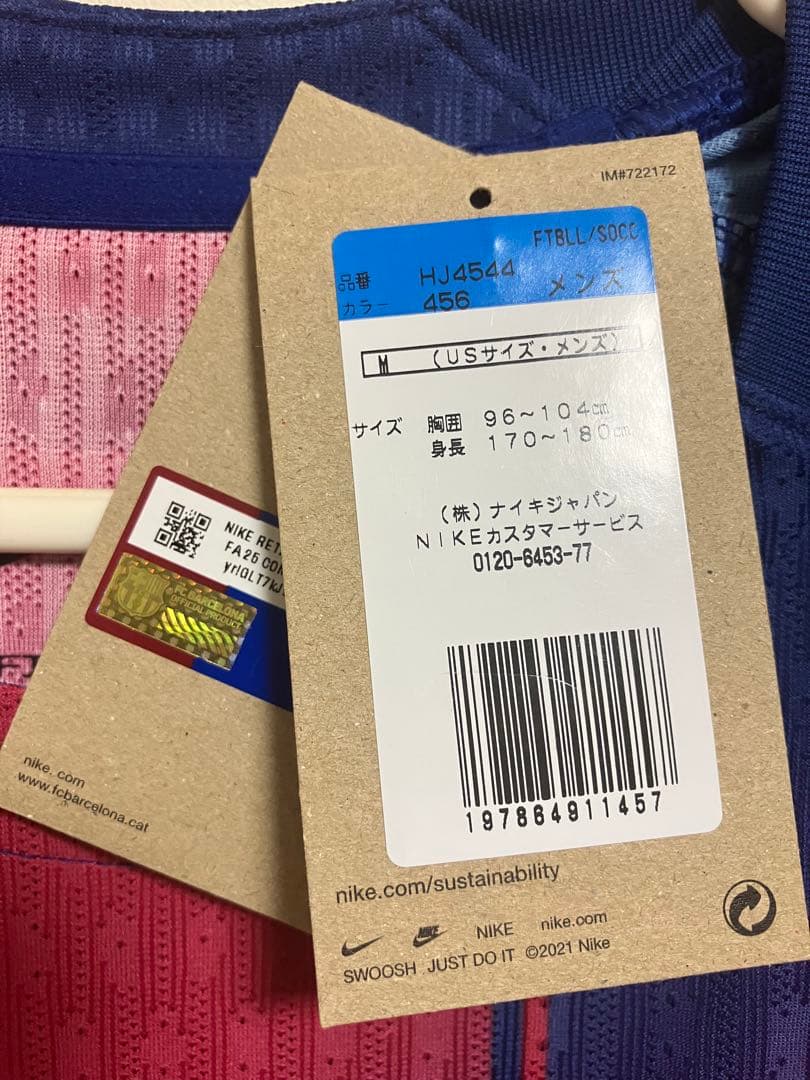 IM#722172
FTBLL/SOCC
品番 HJ4544 メンズ
カラー 456
M (USサイズ・メンズ)
サイズ 胸囲 96~104cm
身長 170~180cm
(株)ナイキジャパン
NIKEカスタマーサービス
0120-6453-77
197864911457
nike.com/sustainability
NIKE nike.com
SWOOSH JUST DO IT ©2021 Nike
NIKE RET
FA25
FC BARCELONA
OFFICIAL PRODUCT
nike.com
www.fcbarcelona.cat